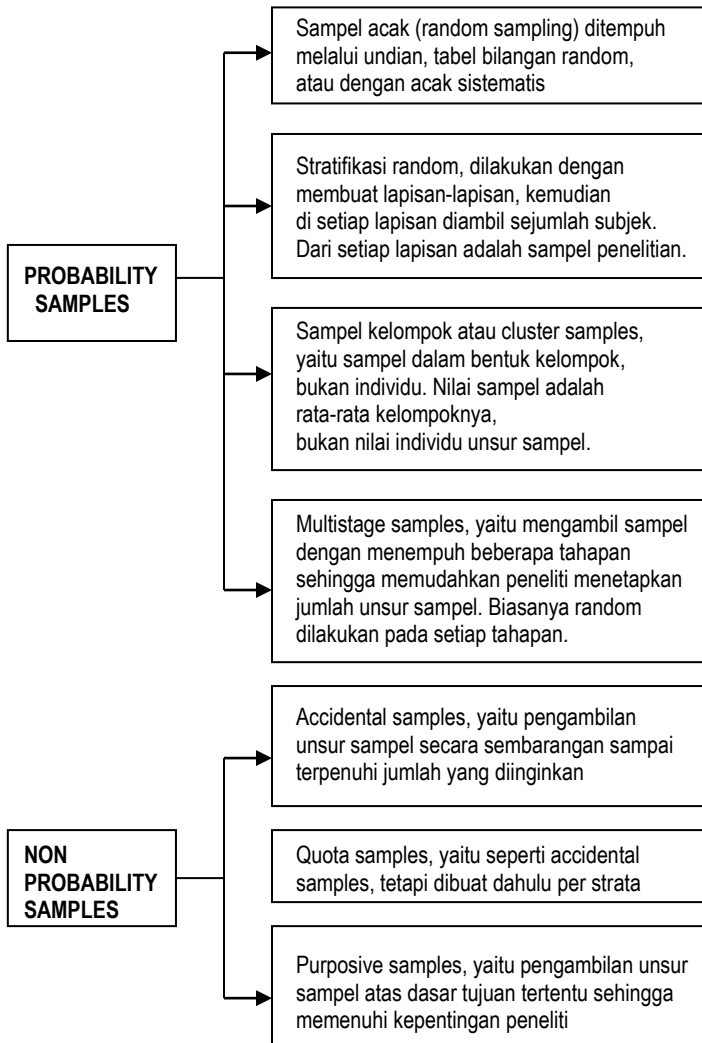 Sampel acak (random sampling) ditempuh
melalui undian, tabel bilangan random,
atau dengan acak sistematis
Stratifikasi random, dilakukan dengan
membuat lapisan-lapisan, kemudian
di setiap lapisan diambil sejumlah subjek.
Dari setiap lapisan adalah sampel penelitian.
PROBABILITY
SAMPLES
Sampel kelompok atau cluster samples,
yaitu sampel dalam bentuk kelompok,
bukan individu. Nilai sampel adalah
rata-rata kelompoknya,
bukan nilai individu unsur sampel.
Multistage samples, yaitu mengambil sampel
dengan menempuh beberapa tahapan
sehingga memudahkan peneliti menetapkan
jumlah unsur sampel. Biasanya random
dilakukan pada setiap tahapan.
Accidental samples, yaitu pengambilan
unsur sampel secara sembarangan sampai
terpenuhi jumlah yang diinginkan
NON
PROBABILITY
SAMPLES
Quota samples, yaitu seperti accidental
samples, tetapi dibuat dahulu per strata
Purposive samples, yaitu pengambilan unsur
sampel atas dasar tujuan tertentu sehingga
memenuhi kepentingan peneliti